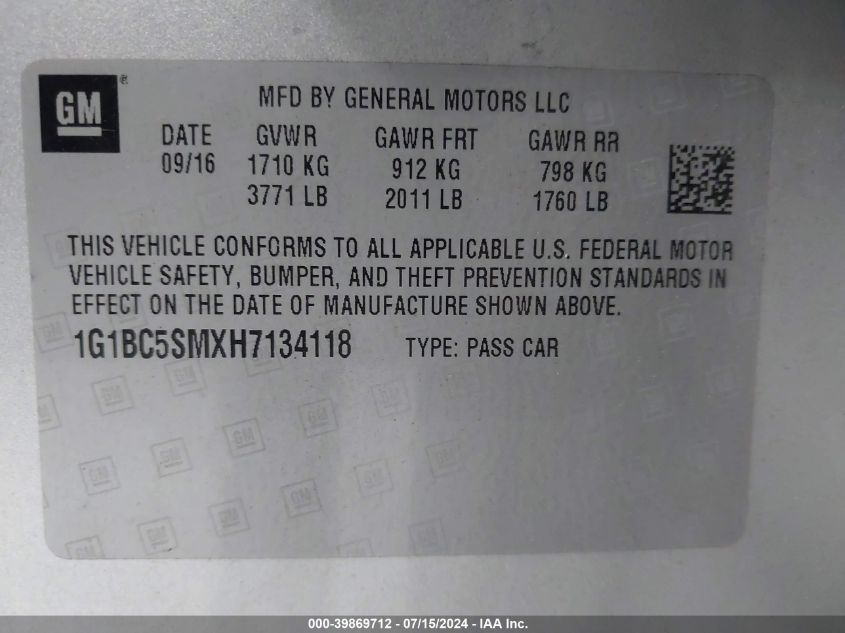 GM ®
MFD BY GENERAL MOTORS LLC
DATE GVWR GAWR FRT GAWR RR
09/16 1710 KG 912 KG 798 KG
3771 LB 2011 LB 1760 LB
THIS VEHICLE CONFORMS TO ALL APPLICABLE U.S. FEDERAL MOTOR
VEHICLE SAFETY, BUMPER, AND THEFT PREVENTION STANDARDS IN
EFFECT ON THE DATE OF MANUFACTURE SHOWN ABOVE.
1G1BC5SMXH7134118 TYPE: PASS CAR
000-39869712 - 07/15/2024 - IAA Inc.